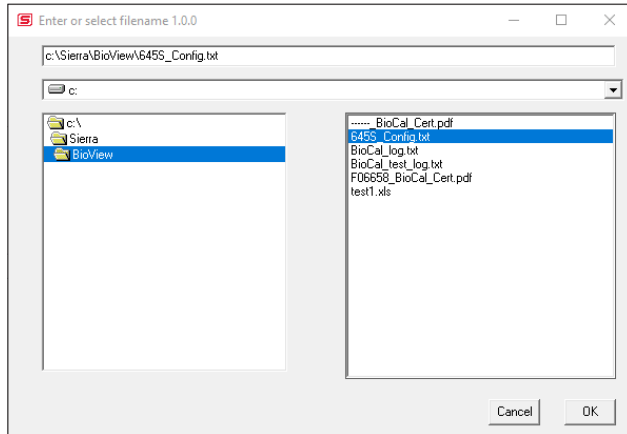 Enter or select filename 1.0.0
c:\Sierra\BioView\645S_Config.txt
c:
c:\
Sierra
BioView
------_BioCal_Cert.pdf
645S_Config.txt
BioCal_log.txt
BioCal_test_log.txt
F06658_BioCal_Cert.pdf
test1.xls
Cancel
OK